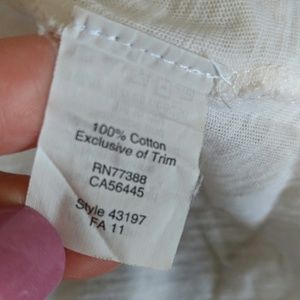 100% Cotton
Exclusive of Trim
RN77388
CA56445
Style 43197
FA 11